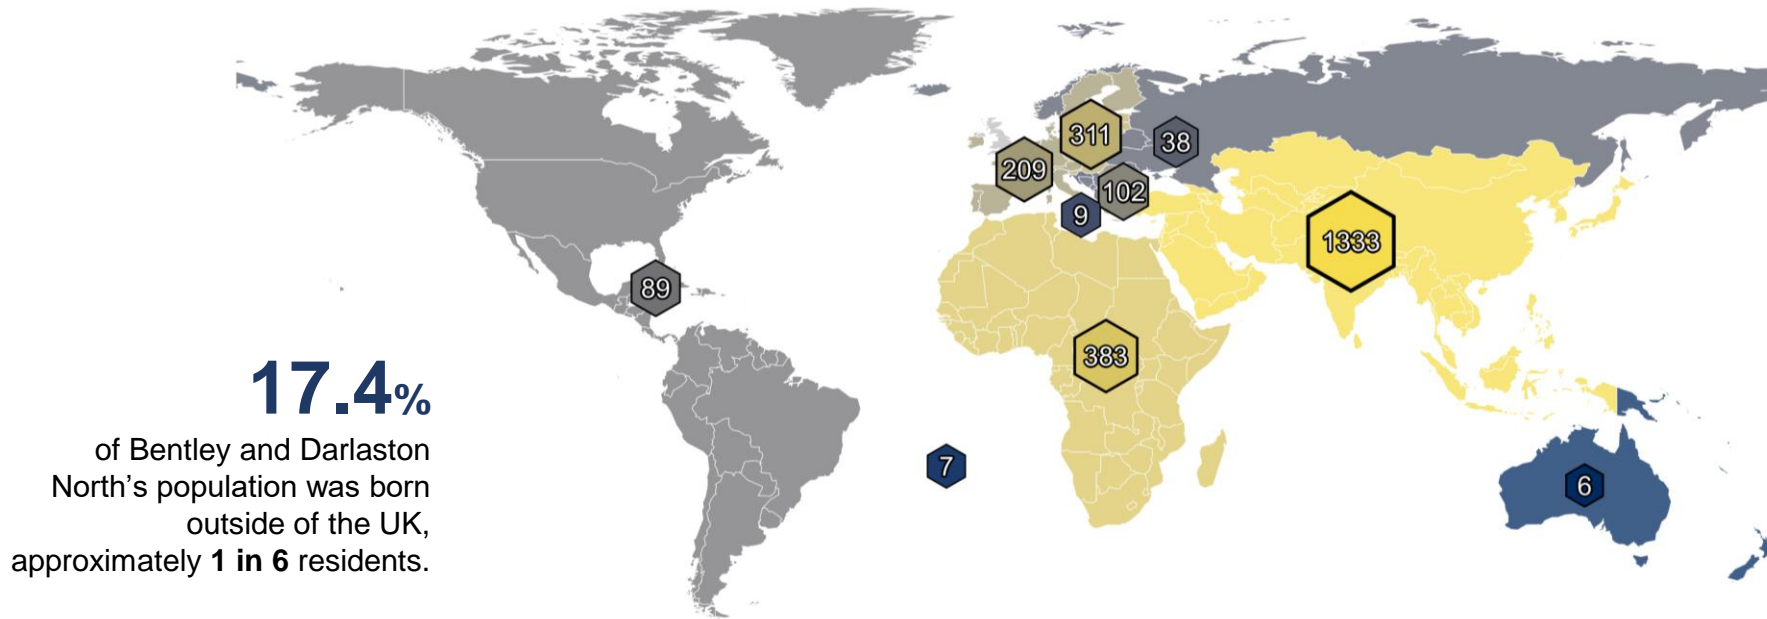 311
38
209
102
9
1333
89
383
17.4%
of Bentley and Darlaston
North's population was born
outside of the UK,
approximately 1 in 6 residents.
7
6